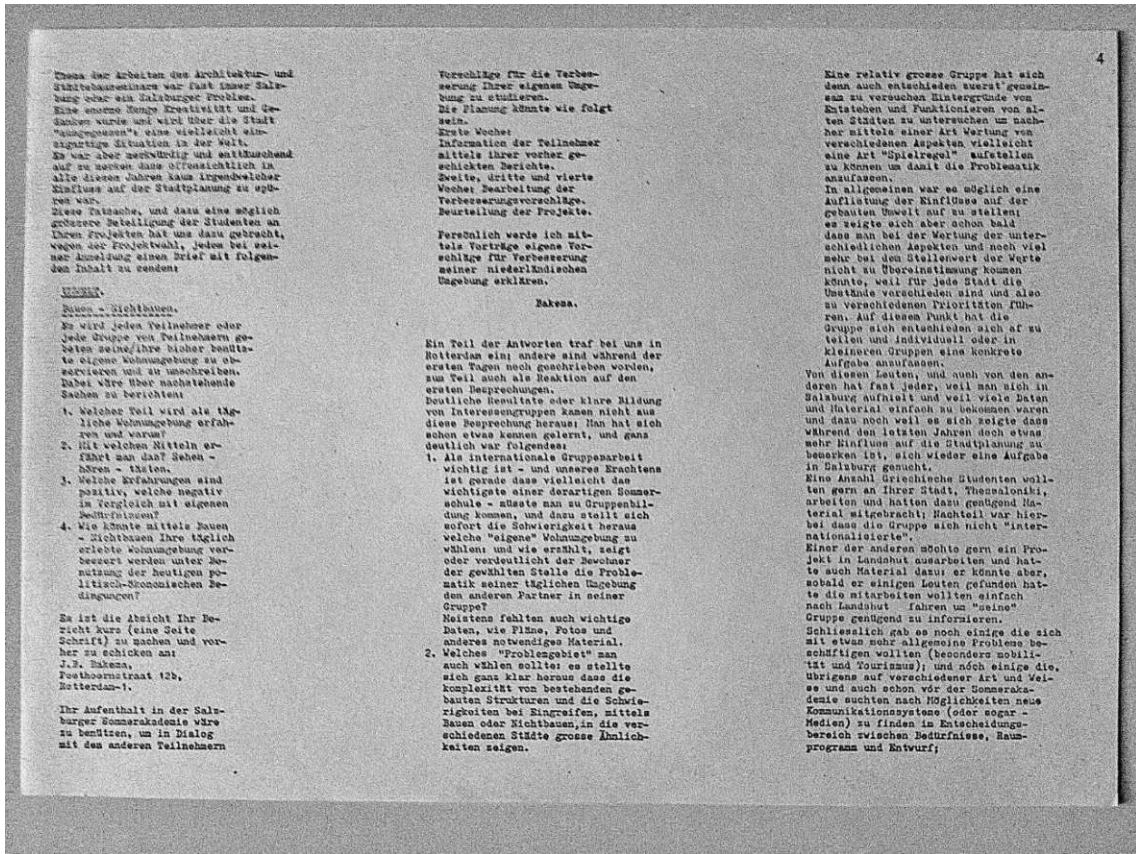 4
Thema der Arbeiten des Architektur- und
Städtebauseminars war fast immer Salz-
burg oder ein Salzburger Problem.
Eine enorme Menge Kreativität und Ge-
danken wurde und wird über die Stadt
"ausgegossen": eine vielleicht ein-
zigartige Situation in der Welt.
Es war aber merkwürdig und enttäuschend
auf zu merken dass offensichtlich in
alle diesen Jahren kaum irgendwelcher
Einfluss auf der Stadtplanung zu spü-
ren war.
Diese Tatsache, und dazu eine möglich
grössere Beteiligung der Studenten an
Ihren Projekten hat uns dazu gebracht,
wegen der Projektwahl, jedem bei sei-
ner Anmeldung einen Brief mit folgen-
den Inhalt zu senden:
UMWELT.
Bauen - Nichtbauen.
Es wird jeden Teilnehmer oder
jede Gruppe von Teilnehmern ge-
beten seine/ihre bisher benütz-
te eigene Wohnumgebung zu ob-
servieren und zu umschreiben.
Dabei wäre über nachstehende
Sachen zu berichten:
1. Welcher Teil wird als täg-
liche Wohnumgebung erfah-
ren und warum?
2. Mit welchen Mitteln er-
fährt man das? Sehen -
hören - tasten.
3. Welche Erfahrungen sind
positiv, welche negativ
im Vergleich mit eigenen
Bedürfnissen?
4. Wie könnte mittels Bauen
- Nichtbauen Ihre täglich
erlebte Wohnumgebung ver-
bessert werden unter Be-
nutzung der heutigen po-
litisch-ökonomischen Be-
dingungen?
Es ist die Absicht Ihr Be-
richt kurz (eine Seite
Schrift) zu machen und vor-
her zu schicken an:
J.B. Bakema,
Posthoornstraat 12b,
Rotterdam-1.
Ihr Aufenthalt in der Salz-
burger Sommerakademie wäre
zu benützen, um in Dialog
mit den anderen Teilnehmern
Vorschläge für die Verbes-
serung Ihrer eigenen Umge-
bung zu studieren.
Die Planung könnte wie folgt
sein.
Erste Woche:
Information der Teilnehmer
mittels ihrer vorher ge-
schickten Berichte.
Zweite, dritte und vierte
Woche: Bearbeitung der
Verbesserungsvorschläge.
Beurteilung der Projekte.
Persönlich werde ich mit-
tels Vorträge eigene Vor-
schläge für Verbesserung
meiner niederländischen
Umgebung erklären.
Bakema.
Ein Teil der Antworten traf bei uns in
Rotterdam ein; andere sind während der
ersten Tagen noch geschrieben worden,
zum Teil auch als Reaktion auf den
ersten Besprechungen.
Deutliche Resultate oder klare Bildung
von Interessengruppen kamen nicht aus
diese Besprechung heraus; Man hat sich
schon etwas kennen gelernt, und ganz
deutlich war folgendes:
1. Als internationale Gruppenarbeit
wichtig ist - und unseres Erachtens
ist gerade das vielleicht das
wichtigste einer derartigen Sommer-
schule - müsste man zu Gruppenbil-
dung kommen, und dazu stellt sich
sofort die Schwierigkeit heraus
welche "eigene" Wohnumgebung zu
wählen; und wie erzählt, zeigt
oder verdeutlicht der Bewohner
der gewählten Stelle die Proble-
matik seiner täglichen Umgebung
den anderen Partner in seiner
Gruppe?
Meistens fehlten auch wichtige
Daten, wie Pläne, Fotos und
anderes notwendiges Material.
2. Welches "Problemgebiet" man
auch wählen sollte: es stellte
sich ganz klar heraus dass die
komplexität von bestehenden ge-
bauten Strukturen und die Schwie-
rigkeiten bei Eingreifen, mittels
Bauen oder Nichtbauen,in die ver-
schiedenen Städte grosse Ähnlich-
keiten zeigen.
Eine relativ grosse Gruppe hat sich
denn auch entschieden zuerst gemein-
sam zu versuchen Hintergründe von
Entstehen und Funktionieren von al-
ten Städten zu untersuchen um nach-
her mittels einer Art Wertung von
verschiedenen Aspekten vielleicht
eine Art "Spielregel" aufstellen
zu können um damit die Problematik
anzufassen.
In allgemeinen war es möglich eine
Auflistung der Einflüsse auf der
gebauten Umwelt auf zu stellen;
es zeigte sich aber schon bald
dass man bei der Wertung der unter-
schiedlichen Aspekten und noch viel
mehr bei dem Stellenwert der Werte
nicht zu Übereinstimmung kommen
könnte, weil für jede Stadt die
Umstände verschieden sind und also
zu verschiedenen Prioritäten füh-
ren. Auf diesem Punkt hat die
Gruppe sich entschieden sich af zu
teilen und individuell oder in
kleineren Gruppen eine konkrete
Aufgabe anzufassen.
Von diesen Leuten, und auch von den an-
deren hat fast jeder, weil man sich in
Salzburg aufhielt und weil viele Daten
und Material einfach zu bekommen waren
und dazu noch weil es sich zeigte dass
während den letzten Jahren doch etwas
mehr Einfluss auf die Stadtplanung zu
bemerken ist, sich wieder eine Aufgabe
in Salzburg gesucht.
Eine Anzahl Griechische Studenten woll-
ten gern an Ihrer Stadt, Thessaloniki,
arbeiten und hatten dazu genügend Ma-
terial mitgebracht; Nachteil war hier-
bei dass die Gruppe sich nicht "inter-
nationalisierte".
Einer der anderen möchte gern ein Pro-
jekt in Landshut ausarbeiten und hat-
te auch Material dazu: er könnte aber,
sobald er einigen Leuten gefunden hat-
te die mitarbeiten wollten einfach
nach Landshut fahren um "seine"
Gruppe genügend zu informieren.
Schliesslich gab es noch einige die sich
mit etwas mehr allgemeine Probleme be-
schäftigen wollten (besonders mobili-
tät und Tourismus); und nóch einige die,
übrigens auf verschiedener Art und Wei-
se und auch schon vór der Sommeraka-
demie suchten nach Möglichkeiten neue
Kommunikationssysteme (oder sogar -
Medien) zu finden im Entscheidungs-
bereich zwischen Bedürfnisse, Raum-
programm und Entwurf;